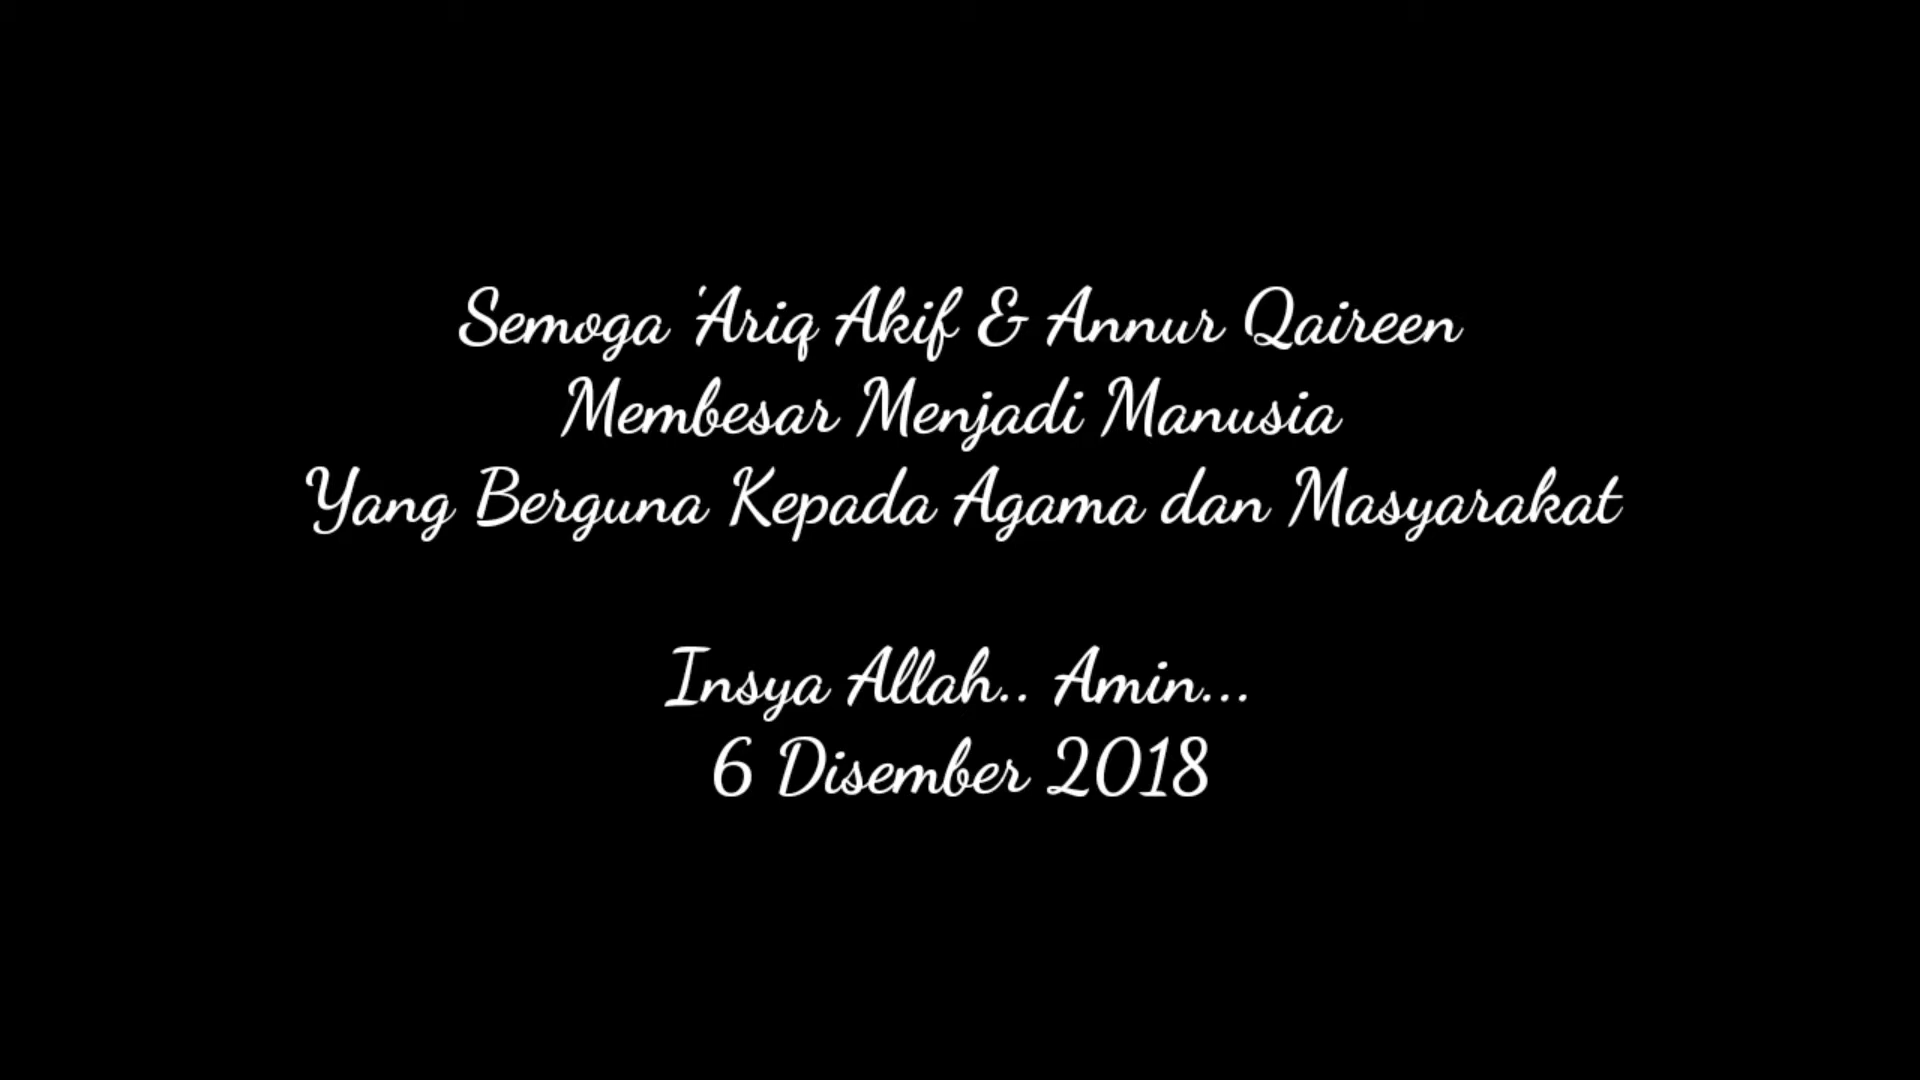 Semoga 'Ariq Akif & Annur Qaireen
Membesar Menjadi Manusia
Yang Berguna Kepada Agama dan Masyarakat
Insya Allah.. Amin...
6 Disember 2018